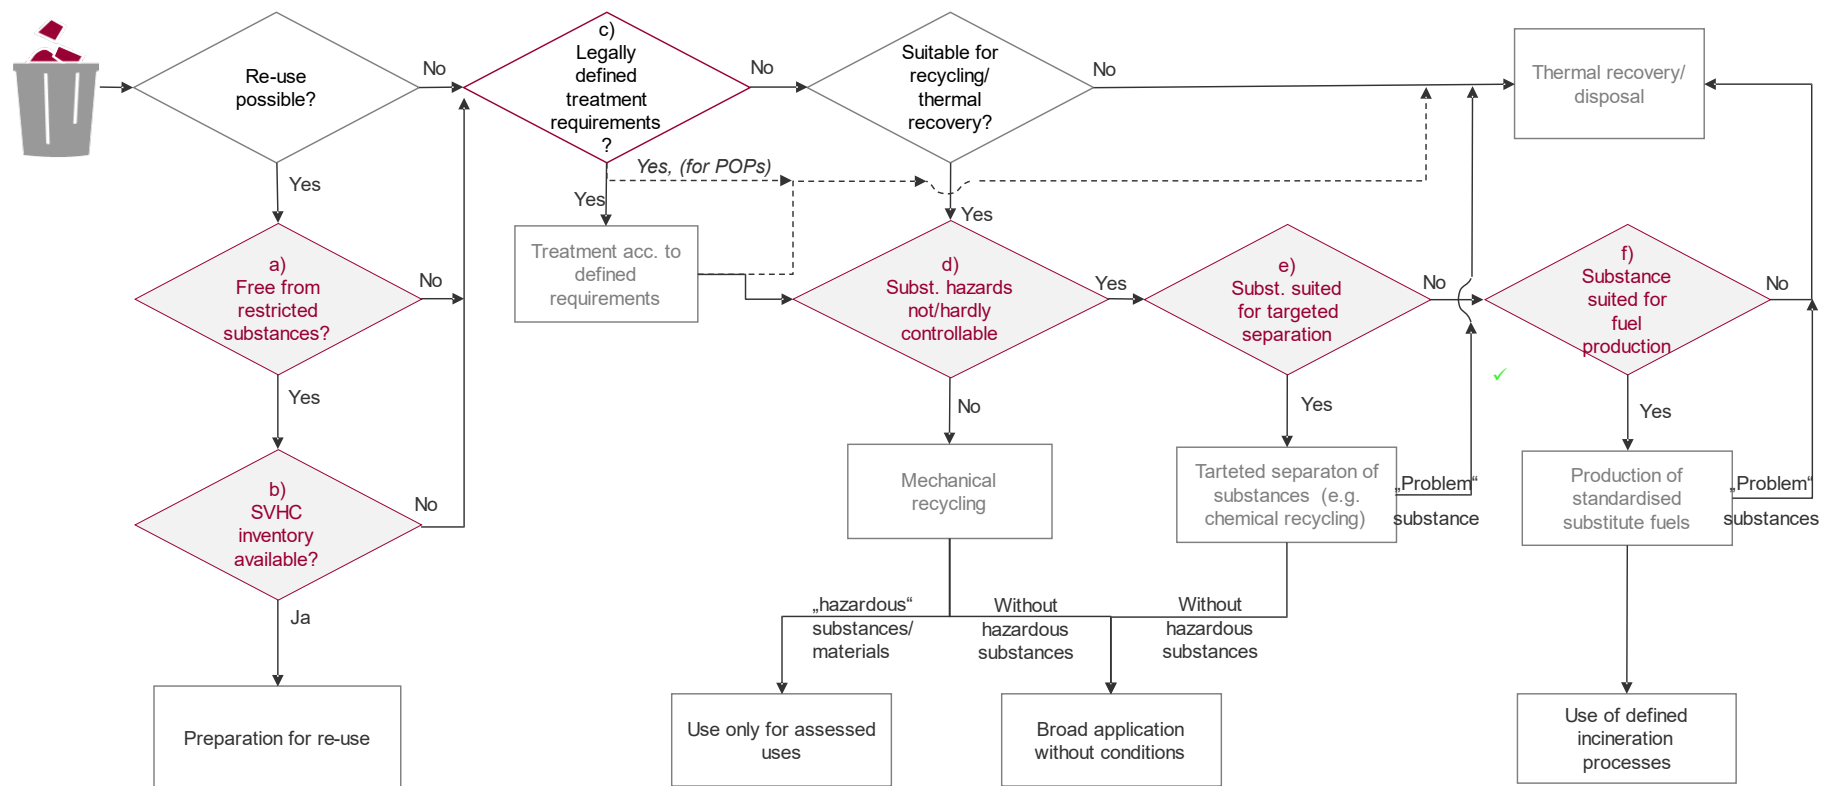 Re-use
possible?
No
c)
Legally
defined
treatment
requirements
?
No
Suitable for
recycling/
thermal
recovery?
No
Thermal recovery/
disposal
Yes
Yes, (for POPs)
Yes
Yes
a)
Free from
restricted
substances?
No
Treatment acc. to
defined
requirements
d)
Subst. hazards
not/hardly
controllable
Yes
e)
Subst. suited
for targeted
separation
No
f)
Substance
suited for
fuel
production
No
Yes
No
Yes
Yes
b)
SVHC
inventory
available?
No
Mechanical
recycling
Tarteted separaton of
substances (e.g.
chemical recycling)
„Problem“
substance
Production of
standardised
substitute fuels
„Problem“
substances
Ja
„hazardous“
substances/
materials
Without
hazardous
substances
Without
hazardous
substances
Preparation for re-use
Use only for assessed
uses
Broad application
without conditions
Use of defined
incineration
processes